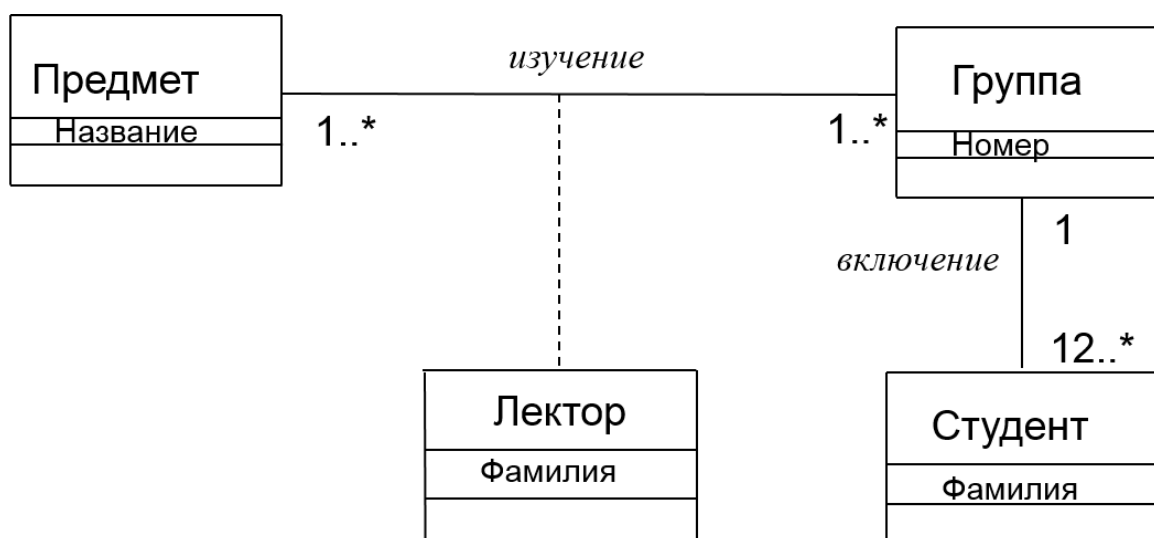 изучение
Предмет
Название
1..*
1..*
Группа
Номер
1
включение
12..*
Лектор
Фамилия
Студент
Фамилия